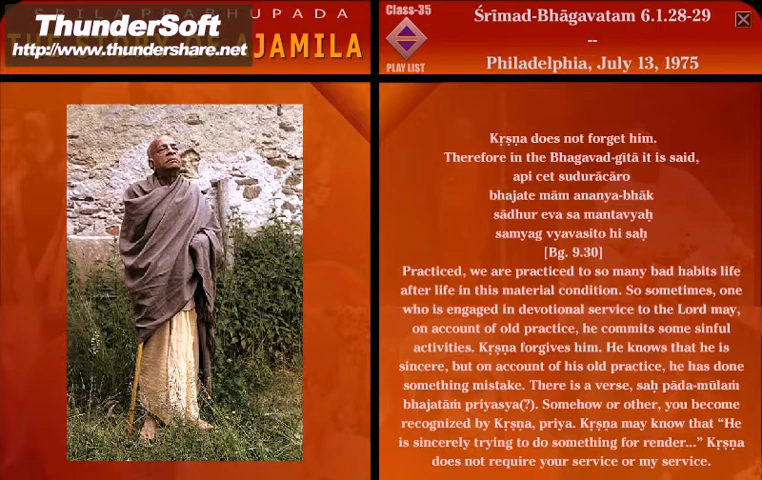 SRILA PRABHUPADA
ThunderSoft
http://www.thundershare.net
AJAMILA
Class-35
PLAY LIST
Śrīmad-Bhāgavatam 6.1.28-29
--
Philadelphia, July 13, 1975
Kṛṣṇa does not forget him.
Therefore in the Bhagavad-gītā it is said,
api cet sudurācāro
bhajate mām ananya-bhāk
sādhur eva sa mantavyaḥ
samyag vyavasito hi saḥ
[Bg. 9.30]
Practiced, we are practiced to so many bad habits life
after life in this material condition. So sometimes, one
who is engaged in devotional service to the Lord may,
on account of old practice, he commits some sinful
activities. Kṛṣṇa forgives him. He knows that he is
sincere, but on account of his old practice, he has done
something mistake. There is a verse, saḥ pāda-mūlaṁ
bhajatāṁ priyasya(?). Somehow or other, you become
recognized by Kṛṣṇa, priya. Kṛṣṇa may know that “He
is sincerely trying to do something for render...” Kṛṣṇa
does not require your service or my service.